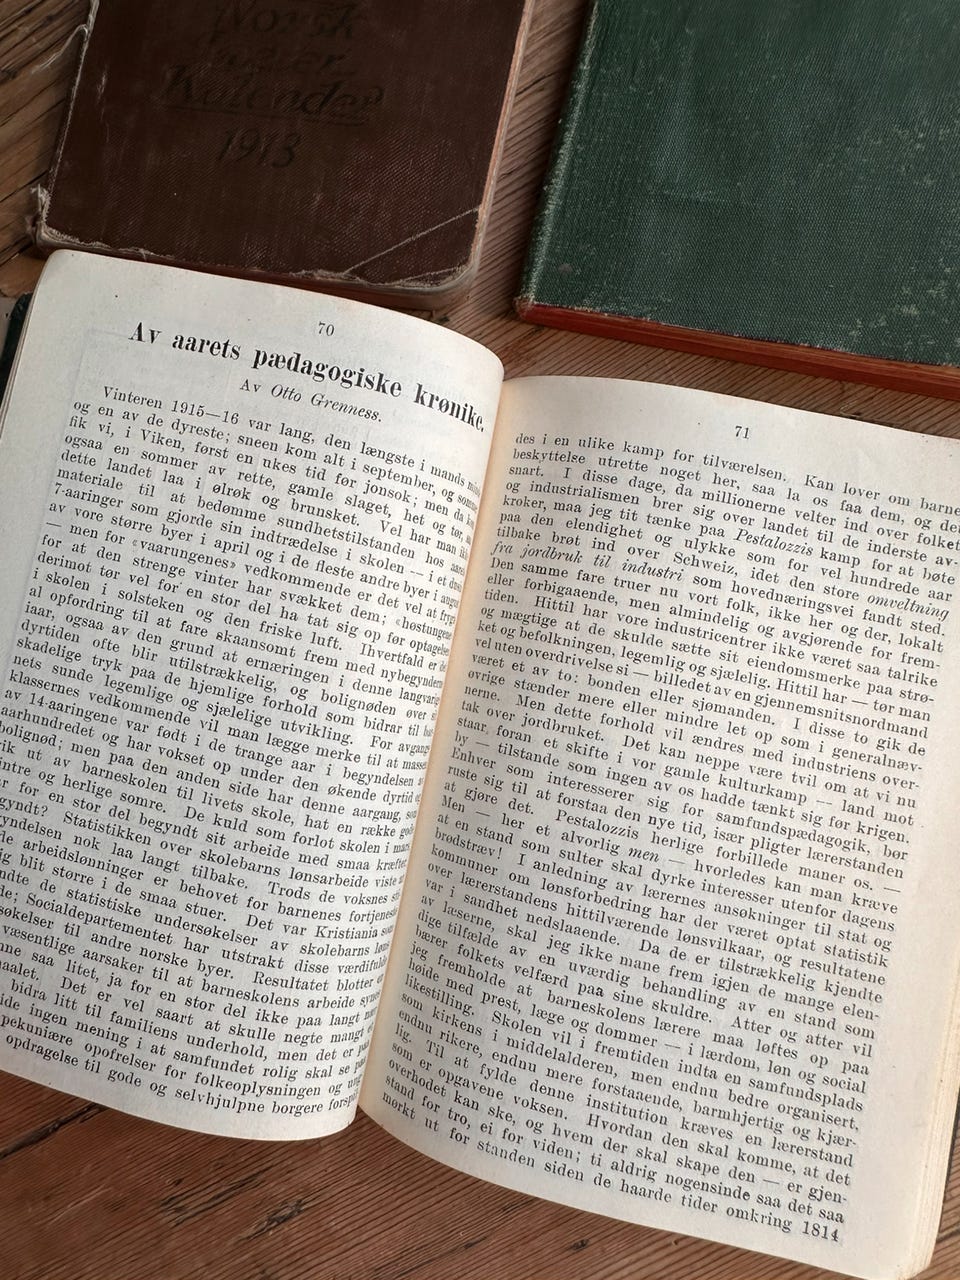 Norsk
Kalender
1913
70
Av aarets pædagogiske krønike.
Av Otto Grenness.
Vinteren 1915—16 var lang, den længste i mands
og en av de dyreste; sneen kom alt i september, og
fik vi, i Viken, først en ukes tid før jonsok; men da
ogsaa en sommer av rette, gamle slaget, het og tør,
dette landet laa i ølrøk og brunsket. Vel har man
materiale til at bedømme sundhetstilstanden hos
7-aaringer som gjorde sin indtrædelse i skolen — i et
av vore større byer i april og i de fleste andre byer i
— men for «vaarungenes» vedkommende er det vel at
for at den strenge vinter har svækket dem; «høstungene
derimot tør vel for en stor del ha tat sig op før optagelsen
i skolen i solsteken og den friske luft. Ihvertfald er
al opfordring til at fare skaansomt frem med nybegynderne
iaar, ogsaa av den grund at ernæringen i denne langvarige
dyrtiden ofte blir utilstrækkelig, og bolignøden over
skadelige tryk paa de hjemlige forhold som bidrar til
nets sunde legemlige og sjælelige utvikling. For
klassernes vedkommende vil man lægge merke til at
av 14-aaringene var født i de trange aar i begyndelsen
aarhundredet og har vokset op under den økende dyrtid
bolignød; men paa den anden side har denne aargang,
ut av barneskolen til livets skole, hat en række
og herlige somre. De kuld som forlot skolen i
for en stor del begyndt sit arbeide med smaa
Statistikken over skolebarns lønsarbeide viste
nok laa langt tilbake. Trods de voksnes
arbeidslønninger er behovet for barnenes
blit større i de smaa stuer. Det var Kristiania som
de statistiske undersøkelser av skolebarns
Socialdepartementet har utstrakt disse
til andre norske byer. Resultatet blotter
væsentlige aarsaker til at barneskolens arbeide
saa litet, ja for en stor del ikke paa langt
Det er vel saart at skulle negte mangt
bidra litt til familiens underhold, men det er
ingen mening i at samfundet rolig skal se
pekuniære opofrelser for folkeoplysningen og
opdragelse til gode og selvhjulpne borgere
71
des i en ulike kamp for tilværelsen. Kan lover om barne
beskyttelse utrette noget her, saa la os faa dem, og det
snart. I disse dage, da millionerne velter ind over folket
og industrialismen brer sig over landet til de inderste av-
kroker, maa jeg tit tænke paa Pestalozzis kamp for at bøte
paa den elendighet og ulykke som for vel hundrede aar
tilbake brøt ind over Schweiz, idet den store omveltning
fra jordbruk til industri som hovednæringsvei fandt sted.
Den samme fare truer nu vort folk, ikke her og der, lokalt
eller forbigaaende, men almindelig og avgjørende for frem-
tiden. Hittil har vore industricentrer ikke været saa talrike
og mægtige at de skulde sætte sit eiendomsmerke paa strø-
ket og befolkningen, legemlig og sjælelig. Hittil har — tør man
vel uten overdrivelse si — billedet av en gjennemsnitsnordmand
været et av to: bonden eller sjømanden. I disse to gik de
øvrige stænder mere eller mindre let op som i generalnæv-
nerne. Men dette forhold vil ændres med industriens over-
tak over jordbruket. Det kan neppe være tvil om at vi nu
staar, foran et skifte i vor gamle kulturkamp — land mot
by — tilstande som ingen av os hadde tænkt sig før krigen.
Enhver som interesserer sig for samfundspædagogik, bør
ruste sig til at forstaa den nye tid, især pligter lærerstanden
at gjøre det. Pestalozzis herlige forbillede maner os. —
Men — her et alvorlig men — hvorledes kan man kræve
at en stand som sulter skal dyrke interesser utenfor dagens
brødstræv! I anledning av lærernes ansøkninger til stat og
kommuner om lønsforbedring har der været optat statistik
over lærerstandens hittilværende lønsvilkaar, og resultatene
var i sandhet nedslaaende. Da de er tilstrækkelig kjendte
av læserne, skal jeg ikke mane frem igjen de mange elen-
dige tilfælde av en uværdig behandling av en stand som
bærer folkets velfærd paa sine skuldre. Atter og atter vil
jeg fremholde at barneskolens lærere maa løftes op paa
høide med prest, læge og dommer — i lærdom, løn og social
likestilling. Skolen vil i fremtiden indta en samfundsplads
som kirkens i middelalderen, men endnu bedre organisert,
endnu rikere, endnu mere forstaaende, barmhjertig og kjær-
lig. Til at fylde denne institution kræves en lærerstand
som er opgaven voksen. Hvordan den skal komme, at det
overhodet kan ske, og hvem der skal skape den — er gjen-
stand for tro, ei for viden; ti aldrig nogensinde saa det saa
mørkt ut for standen siden de haarde tider omkring 1814